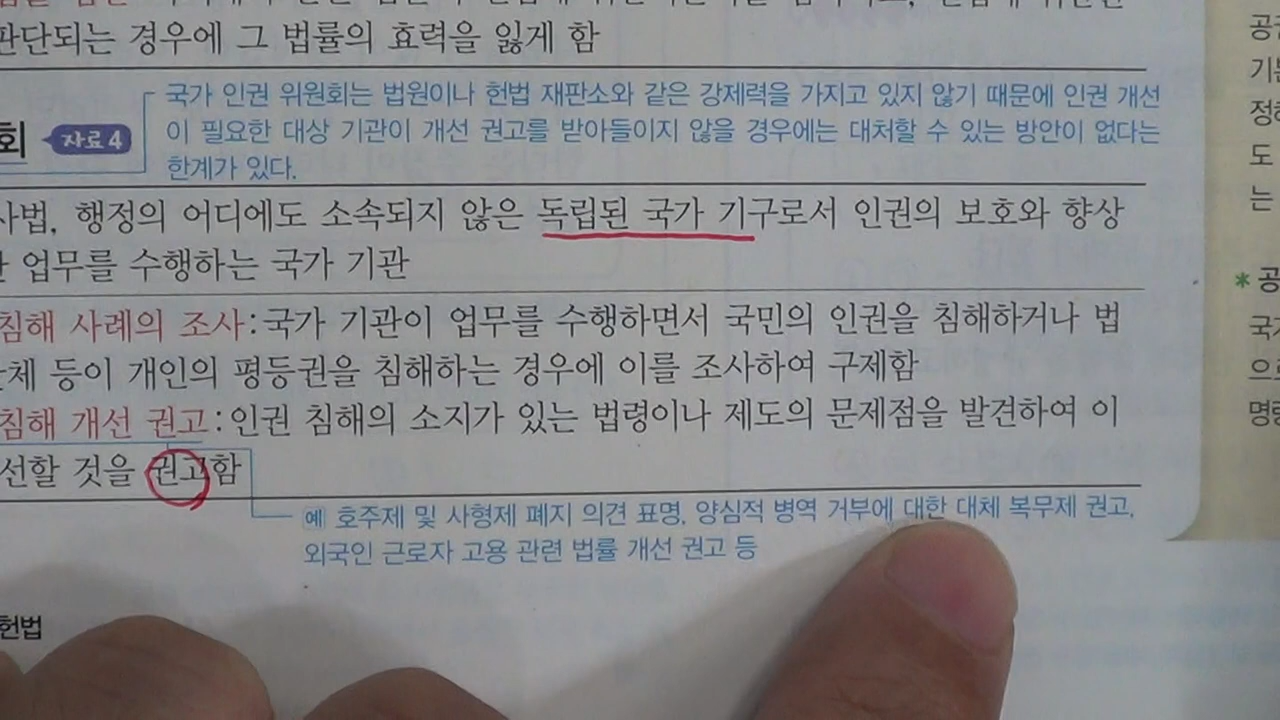 판단되는 경우에 그 법률의 효력을 잃게 함
국가 인권 위원회는 법원이나 헌법 재판소와 같은 강제력을 가지고 있지 않기 때문에 인권 개선
회 자료4
이 필요한 대상 기관이 개선 권고를 받아들이지 않을 경우에는 대처할 수 있는 방안이 없다는
한계가 있다.
사법, 행정의 어디에도 소속되지 않은 독립된 국가 기구로서 인권의 보호와 향상
업무를 수행하는 국가 기관
침해 사례의 조사:국가 기관이 업무를 수행하면서 국민의 인권을 침해하거나 법
등이 개인의 평등권을 침해하는 경우에 이를 조사하여 구제함
침해 개선 권고:인권 침해의 소지가 있는 법령이나 제도의 문제점을 발견하여 이
선할 것을 권고함
예 호주제 및 사형제 폐지 의견 표명, 양심적 병역 거부에 대한 대체 복무제 권고,
외국인 근로자 고용 관련 법률 개선 권고 등
헌법
도
는
* 공